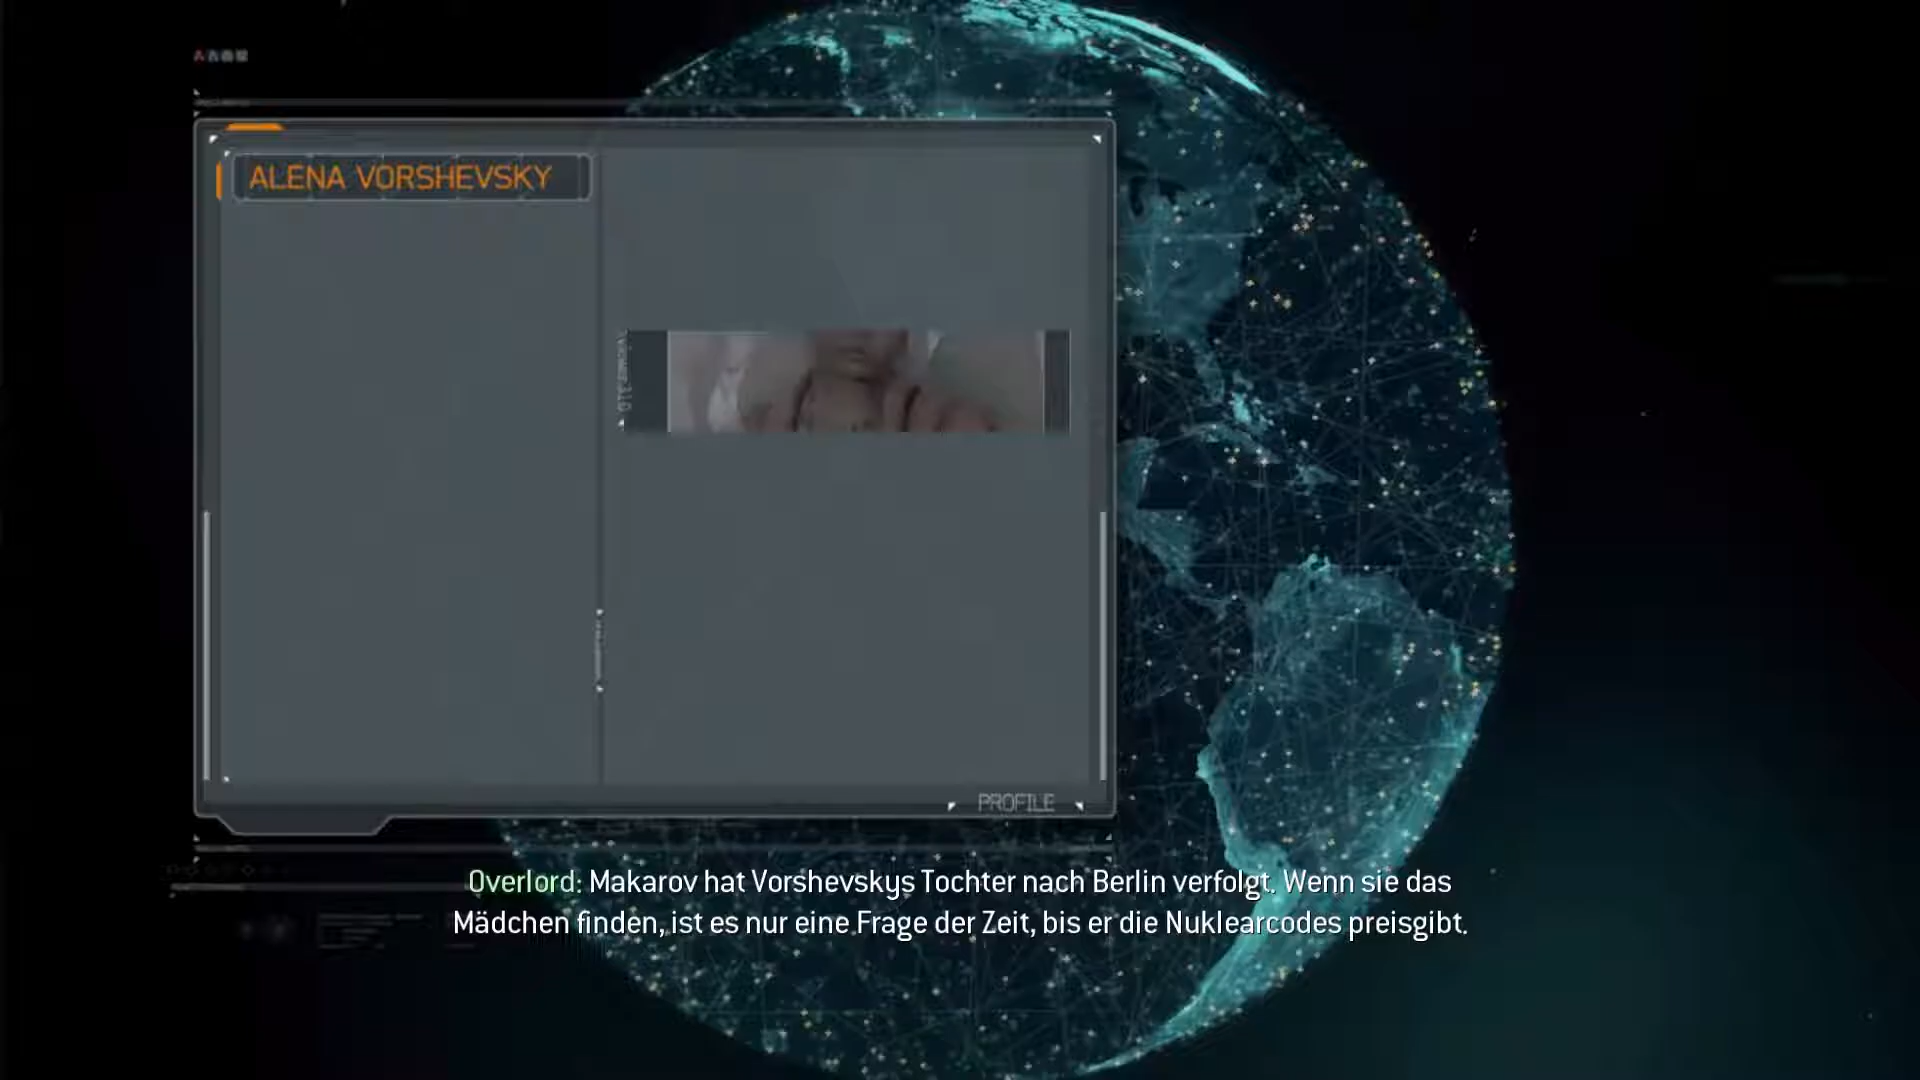 ALENA VORSHEVSKY
PROFILE
Overlord: Makarov hat Vorshevskys Tochter nach Berlin verfolgt. Wenn sie das
Mädchen finden, ist es nur eine Frage der Zeit, bis er die Nuklearcodes preisgibt.